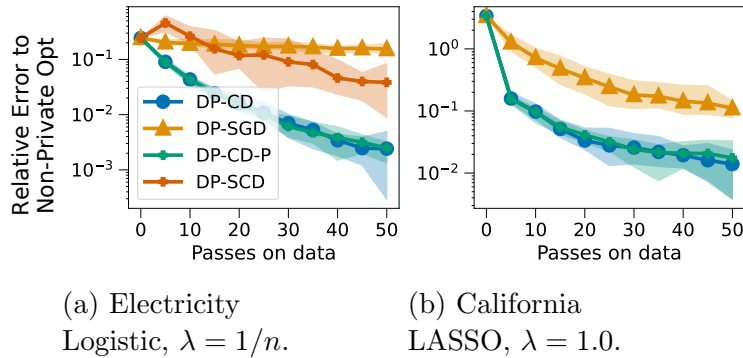 Relative Error to
Non-Private Opt
10⁻¹
10⁻²
10⁻³
DP-CD
DP-SGD
DP-CD-P
DP-SCD
0 10 20 30 40 50
Passes on data
10⁰
10⁻¹
10⁻²
0 10 20 30 40 50
Passes on data
(a) Electricity
Logistic, λ = 1/n.
(b) California
LASSO, λ = 1.0.